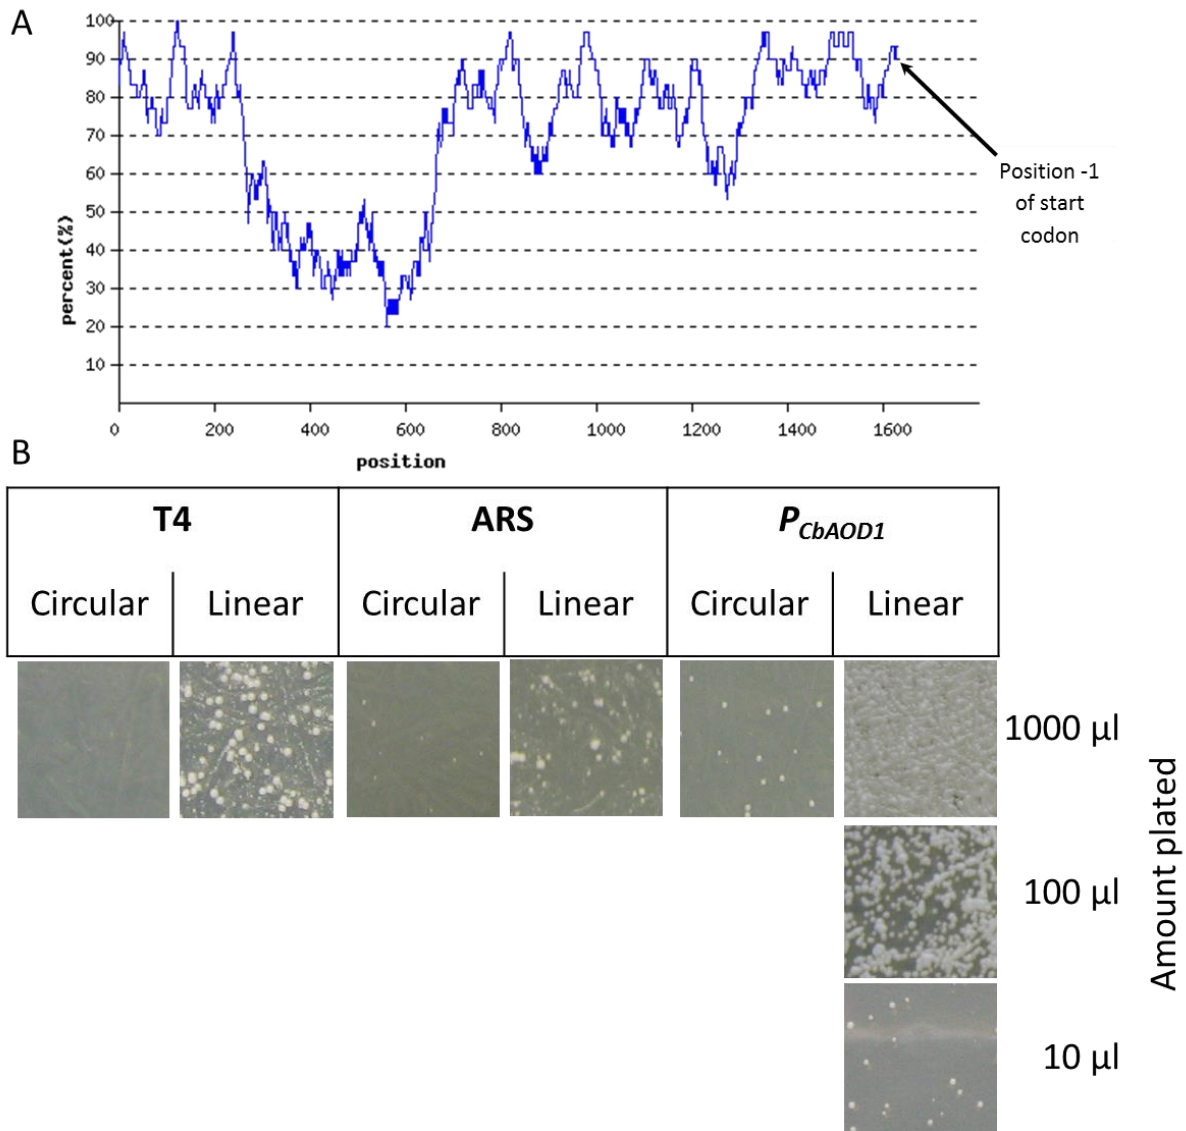 A
100
90
80
70
60
50
40
30
20
10
percent(%)
0 200 400 600 800 1000 1200 1400 1600
position
Position -1
of start
codon
B
T4 ARS P CbAOD1
Circular Linear Circular Linear Circular Linear
1000 µl
100 µl
10 µl
Amount plated